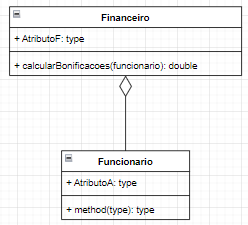 Financeiro
+ AtributoF: type
+ calcularBonificacoes(funcionario): double
Funcionario
+ AtributoA: type
+ method(type): type